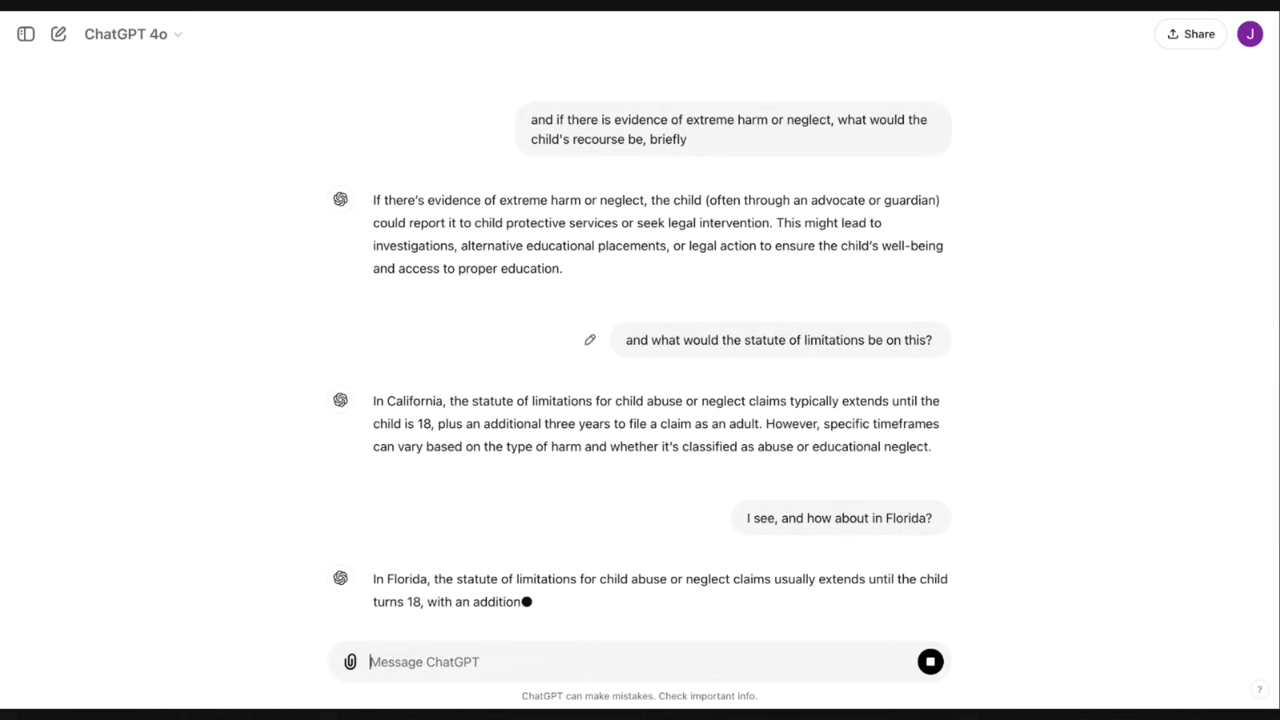 ChatGPT 4o
Share
J
and if there is evidence of extreme harm or neglect, what would the
child's recourse be, briefly
If there's evidence of extreme harm or neglect, the child (often through an advocate or guardian)
could report it to child protective services or seek legal intervention. This might lead to
investigations, alternative educational placements, or legal action to ensure the child's well-being
and access to proper education.
and what would the statute of limitations be on this?
In California, the statute of limitations for child abuse or neglect claims typically extends until the
child is 18, plus an additional three years to file a claim as an adult. However, specific timeframes
can vary based on the type of harm and whether it's classified as abuse or educational neglect.
I see, and how about in Florida?
In Florida, the statute of limitations for child abuse or neglect claims usually extends until the child
turns 18, with an addition
Message ChatGPT
ChatGPT can make mistakes. Check important info.
?